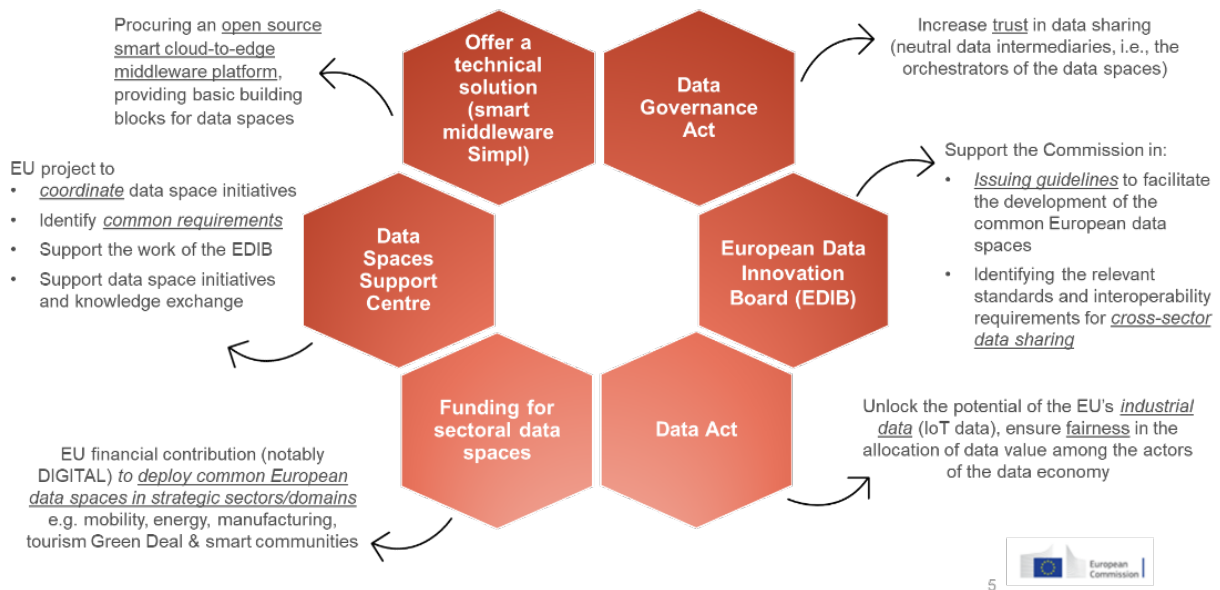 Procuring an open source
smart cloud-to-edge
middleware platform,
providing basic building
blocks for data spaces
Offer a
technical
solution
(smart
middleware
Simpl)
Data
Governance
Act
Increase trust in data sharing
(neutral data intermediaries, i.e., the
orchestrators of the data spaces)
EU project to
• coordinate data space initiatives
• Identify common requirements
• Support the work of the EDIB
• Support data space initiatives
and knowledge exchange
Data
Spaces
Support
Centre
European Data
Innovation
Board (EDIB)
Support the Commission in:
• Issuing guidelines to facilitate
the development of the
common European data
spaces
• Identifying the relevant
standards and interoperability
requirements for cross-sector
data sharing
Funding for
sectoral data
spaces
Data Act
EU financial contribution (notably
DIGITAL) to deploy common European
data spaces in strategic sectors/domains
e.g. mobility, energy, manufacturing,
tourism Green Deal & smart communities
Unlock the potential of the EU's industrial
data (IoT data), ensure fairness in the
allocation of data value among the actors
of the data economy
5
European
Commission